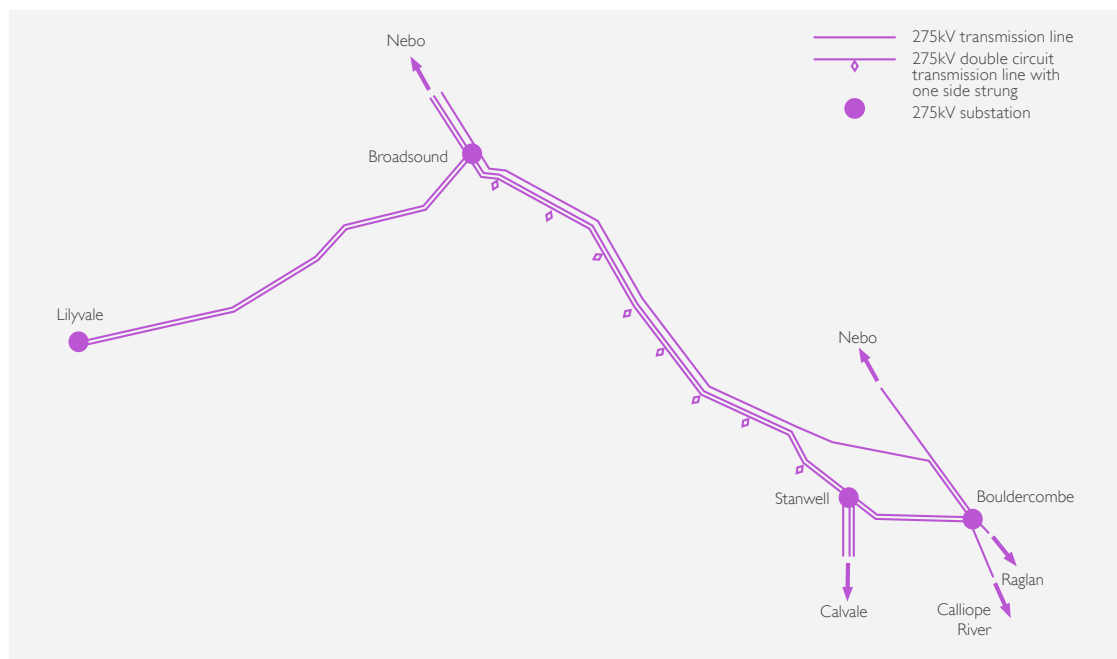 Nebo
275kV transmission line
275kV double circuit
transmission line with
one side strung
275kV substation
Broadsound
Lilyvale
Nebo
Stanwell
Bouldercombe
Raglan
Calvale
Calliope
River